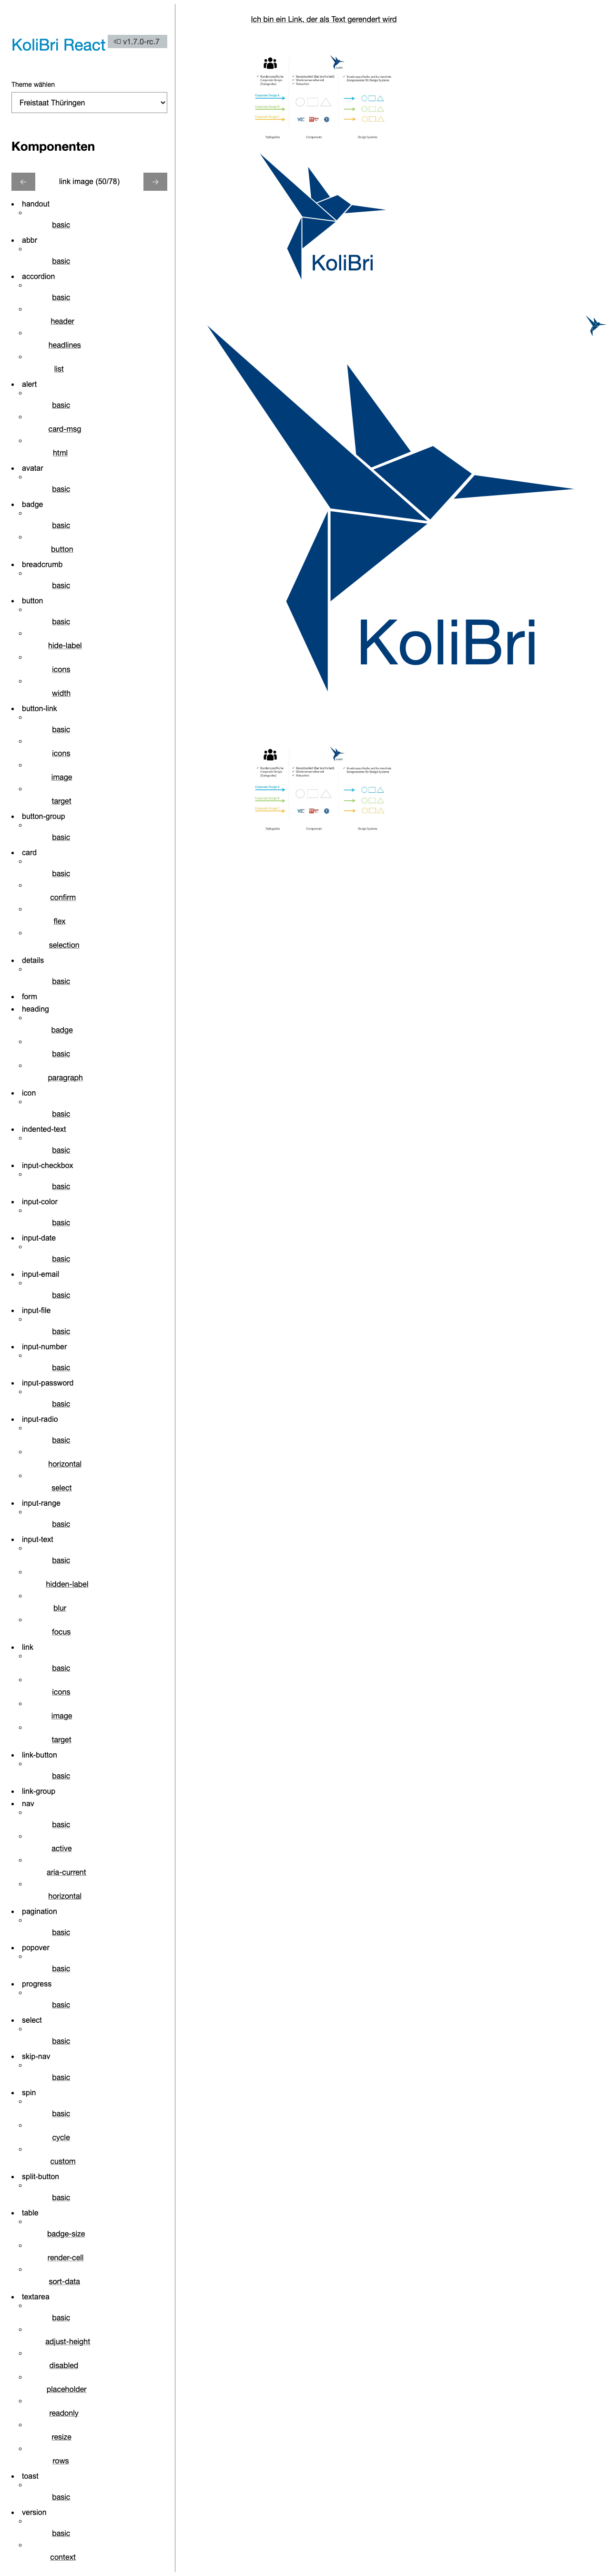 KoliBri React
v1.7.0-rc.7
Theme wählen
Freistaat Thüringen
Komponenten
link image (50/78)
handout
basic
abbr
basic
accordion
basic
header
headlines
list
alert
basic
card-msg
html
avatar
basic
badge
basic
button
breadcrumb
basic
button
basic
hide-label
icons
width
button-link
basic
icons
image
target
button-group
basic
card
basic
confirm
flex
selection
details
basic
form
heading
badge
basic
paragraph
icon
basic
indented-text
basic
input-checkbox
basic
input-color
basic
input-date
basic
input-email
basic
input-file
basic
input-number
basic
input-password
basic
input-radio
basic
horizontal
select
input-range
basic
input-text
basic
hidden-label
blur
focus
link
basic
icons
image
target
link-button
basic
link-group
nav
basic
active
aria-current
horizontal
pagination
basic
popover
basic
progress
basic
select
basic
skip-nav
basic
spin
basic
cycle
custom
split-button
basic
table
badge-size
render-cell
sort-data
textarea
basic
adjust-height
disabled
placeholder
readonly
resize
rows
toast
basic
version
basic
context
Ich bin ein Link, der als Text gerendert wird
KoliBri
KoliBri